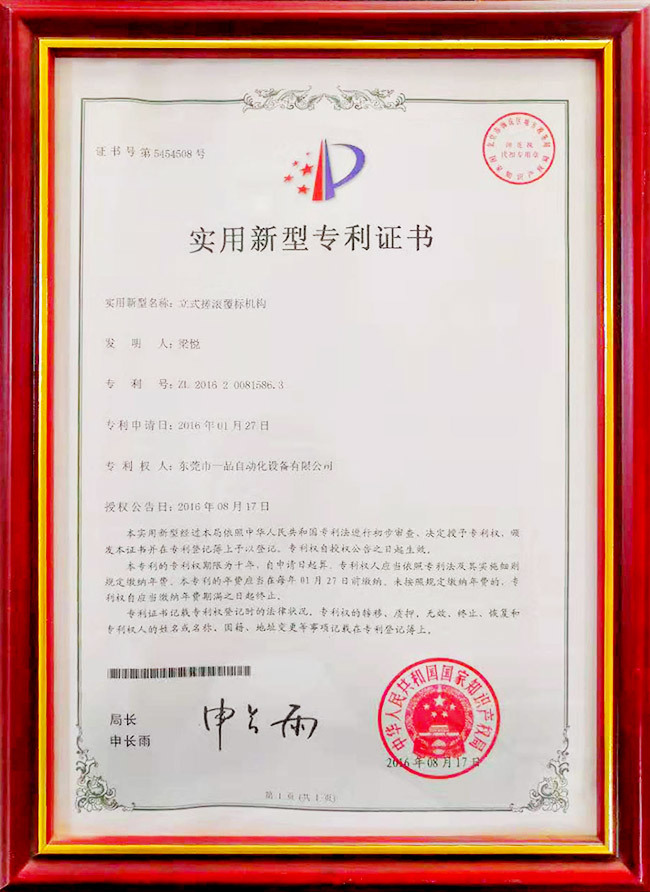 证书号第5454508号
实用新型专利证书
实用新型名称：立式搓滚覆标机构
发 明 人：梁悦
专 利 号：ZL 2016 2 0081586.3
专利申请日：2016年01月27日
专 利 权 人：东莞市一品自动化设备有限公司
授权公告日：2016年08月17日
本实用新型经过本局依照中华人民共和国专利法进行初步审查，决定授予专利权，颁
发本证书并在专利登记簿上予以登记。专利权自授权公告之日起生效。
本专利的专利权期限为十年，自申请日起算。专利权人应当依照专利法及其实施细则
规定缴纳年费。本专利的年费应当在每年01月27日前缴纳。未按照规定缴纳年费的，专
利权自应当缴纳年费期满之日起终止。
专利证书记载专利权登记时的法律状况。专利权的转移、质押、无效、终止、恢复和
专利权人的姓名或名称、国籍、地址变更等事项记载在专利登记簿上。
局长
申长雨
申长雨
中华人民共和国国家知识产权局
2016年08月17日
第1页(共1页)